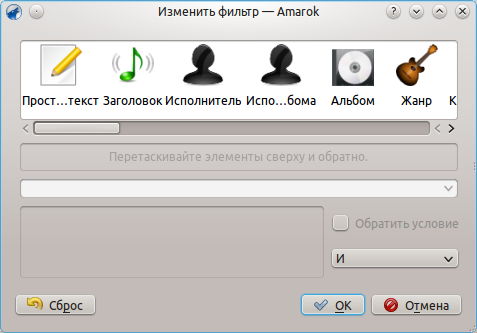 Изменить фильтр — Amarok
Прост...текст Заголовок Исполнитель Испо...бома Альбом Жанр К
Перетаскивайте элементы сверху и обратно.
Обратить условие
И
Сброс OK Отмена